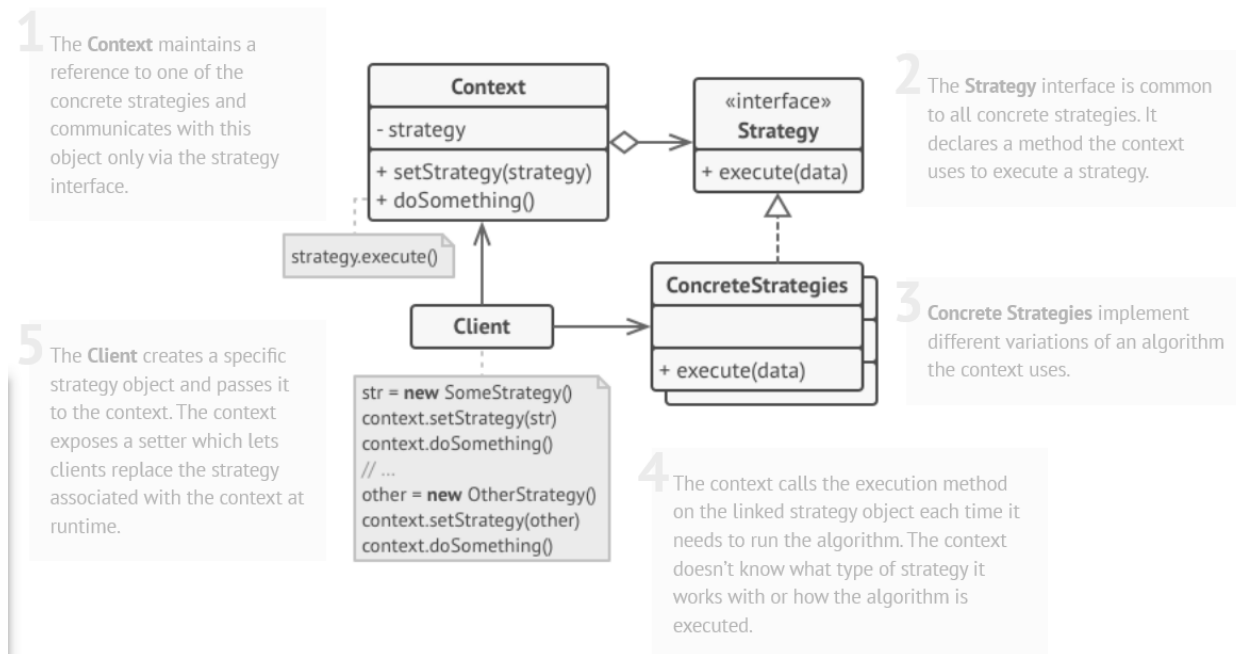 1
The Context maintains a
reference to one of the
concrete strategies and
communicates with this
object only via the strategy
interface.
Context
- strategy
+ setStrategy(strategy)
+ doSomething()
strategy.execute()
«interface»
Strategy
+ execute(data)
2
The Strategy interface is common
to all concrete strategies. It
declares a method the context
uses to execute a strategy.
ConcreteStrategies
+ execute(data)
3
Concrete Strategies implement
different variations of an algorithm
the context uses.
Client
str = new SomeStrategy()
context.setStrategy(str)
context.doSomething()
// ...
other = new OtherStrategy()
context.setStrategy(other)
context.doSomething()
4
The context calls the execution method
on the linked strategy object each time it
needs to run the algorithm. The context
doesn't know what type of strategy it
works with or how the algorithm is
executed.
5
The Client creates a specific
strategy object and passes it
to the context. The context
exposes a setter which lets
clients replace the strategy
associated with the context at
runtime.